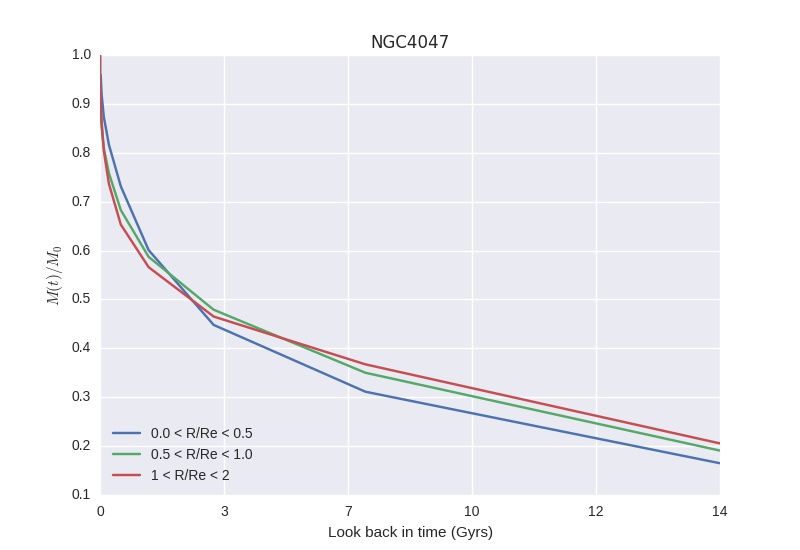 NGC4047
1.0
0.9
0.8
0.7
0.6
0.5
0.4
0.3
0.2
0.1
M(t)/M₀
0.0 < R/Re < 0.5
0.5 < R/Re < 1.0
1 < R/Re < 2
0 3 7 10 12 14
Look back in time (Gyrs)